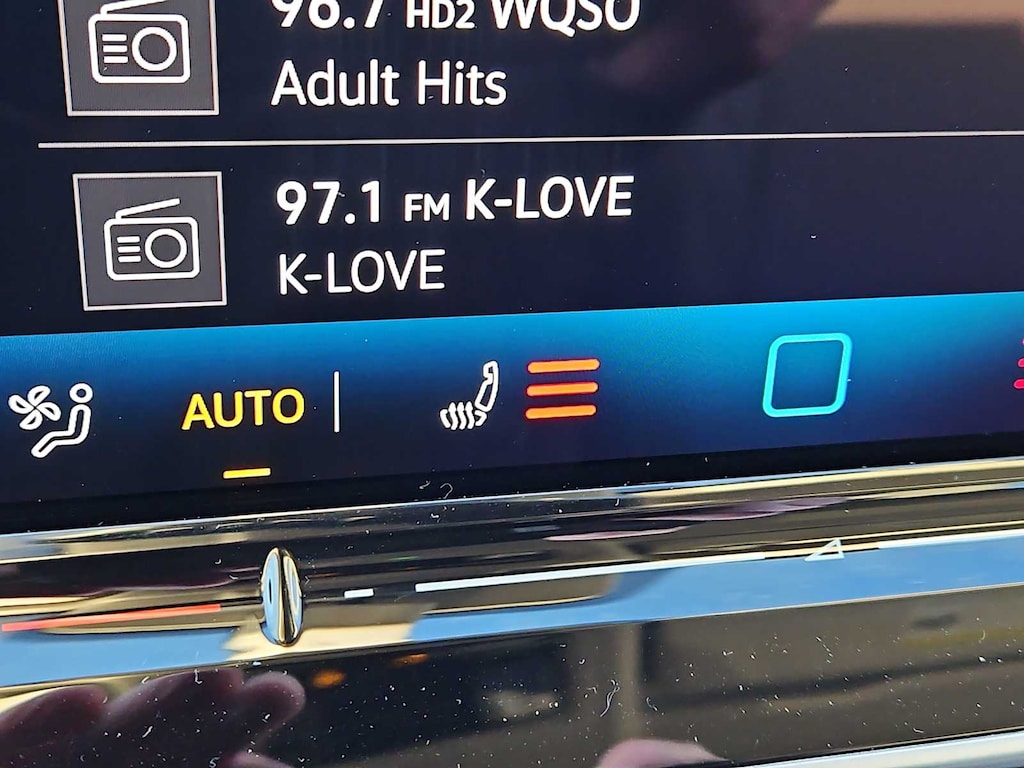 96.7 HD2 WQSO
Adult Hits
97.1 FM K-LOVE
K-LOVE
AUTO